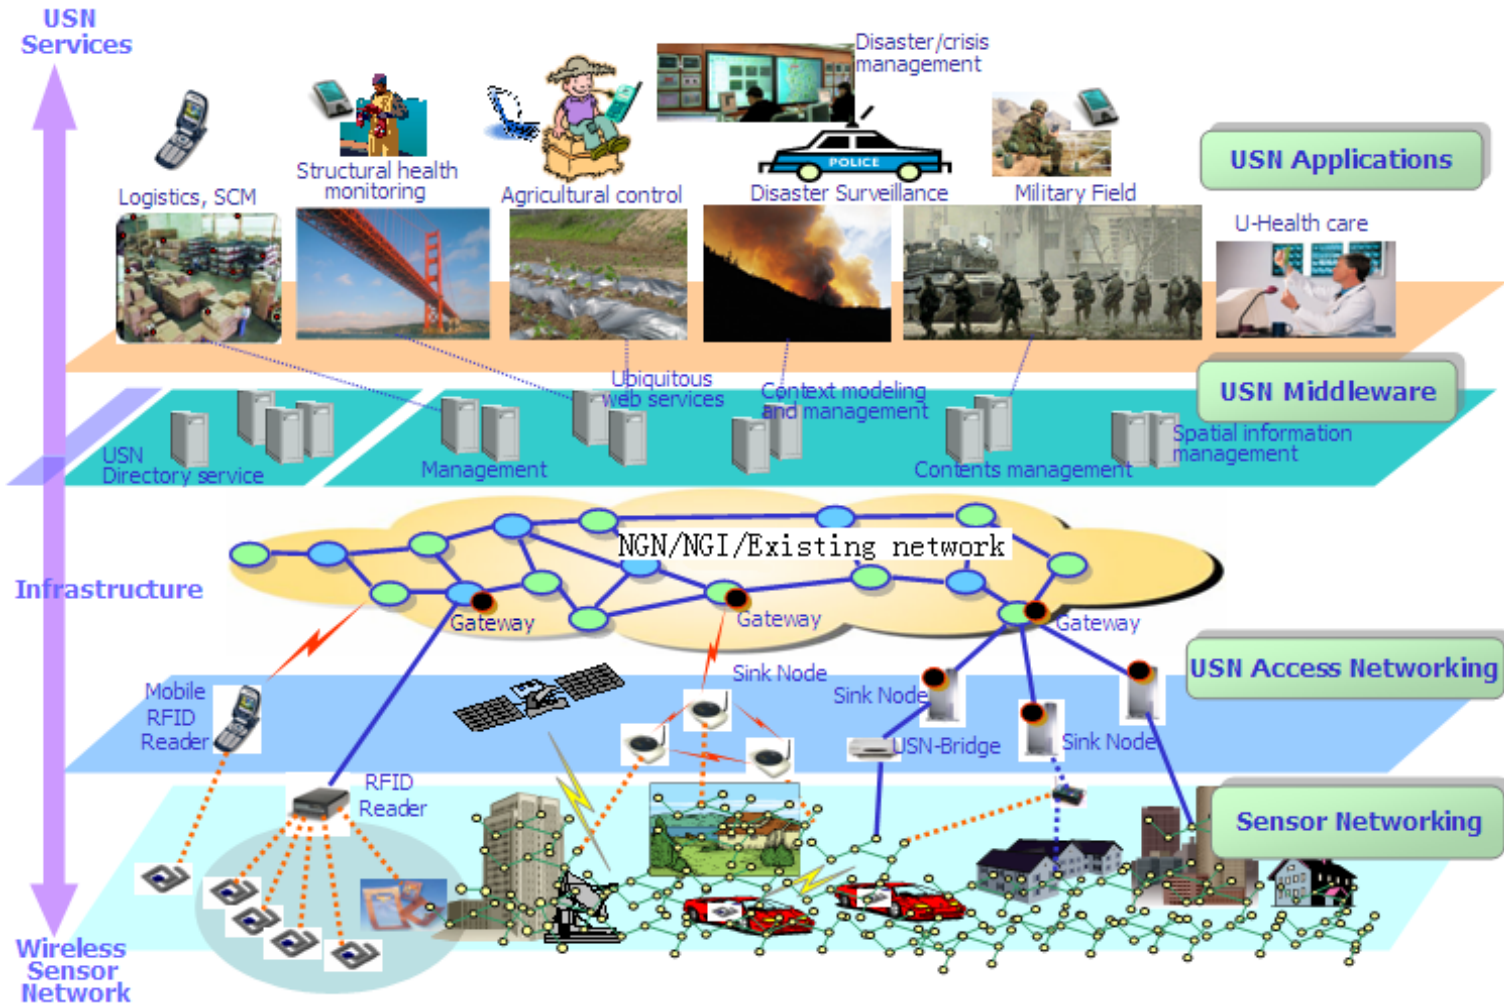 USN
Services
Disaster/crisis
management
POLICE
USN Applications
Structural health
monitoring
Logistics, SCM
Agricultural control
Disaster Surveillance
Military Field
U-Health care
USN Middleware
Ubiquitous
web services
Context modeling
and management
USN
Directory service
Management
Contents management
Spatial information
management
NGN/NGI/Existing network
Infrastructure
Gateway
Gateway
Gateway
USN Access Networking
Mobile
RFID
Reader
Sink Node
Sink Node
USN-Bridge
Sink Node
RFID
Reader
Sensor Networking
Wireless
Sensor
Network